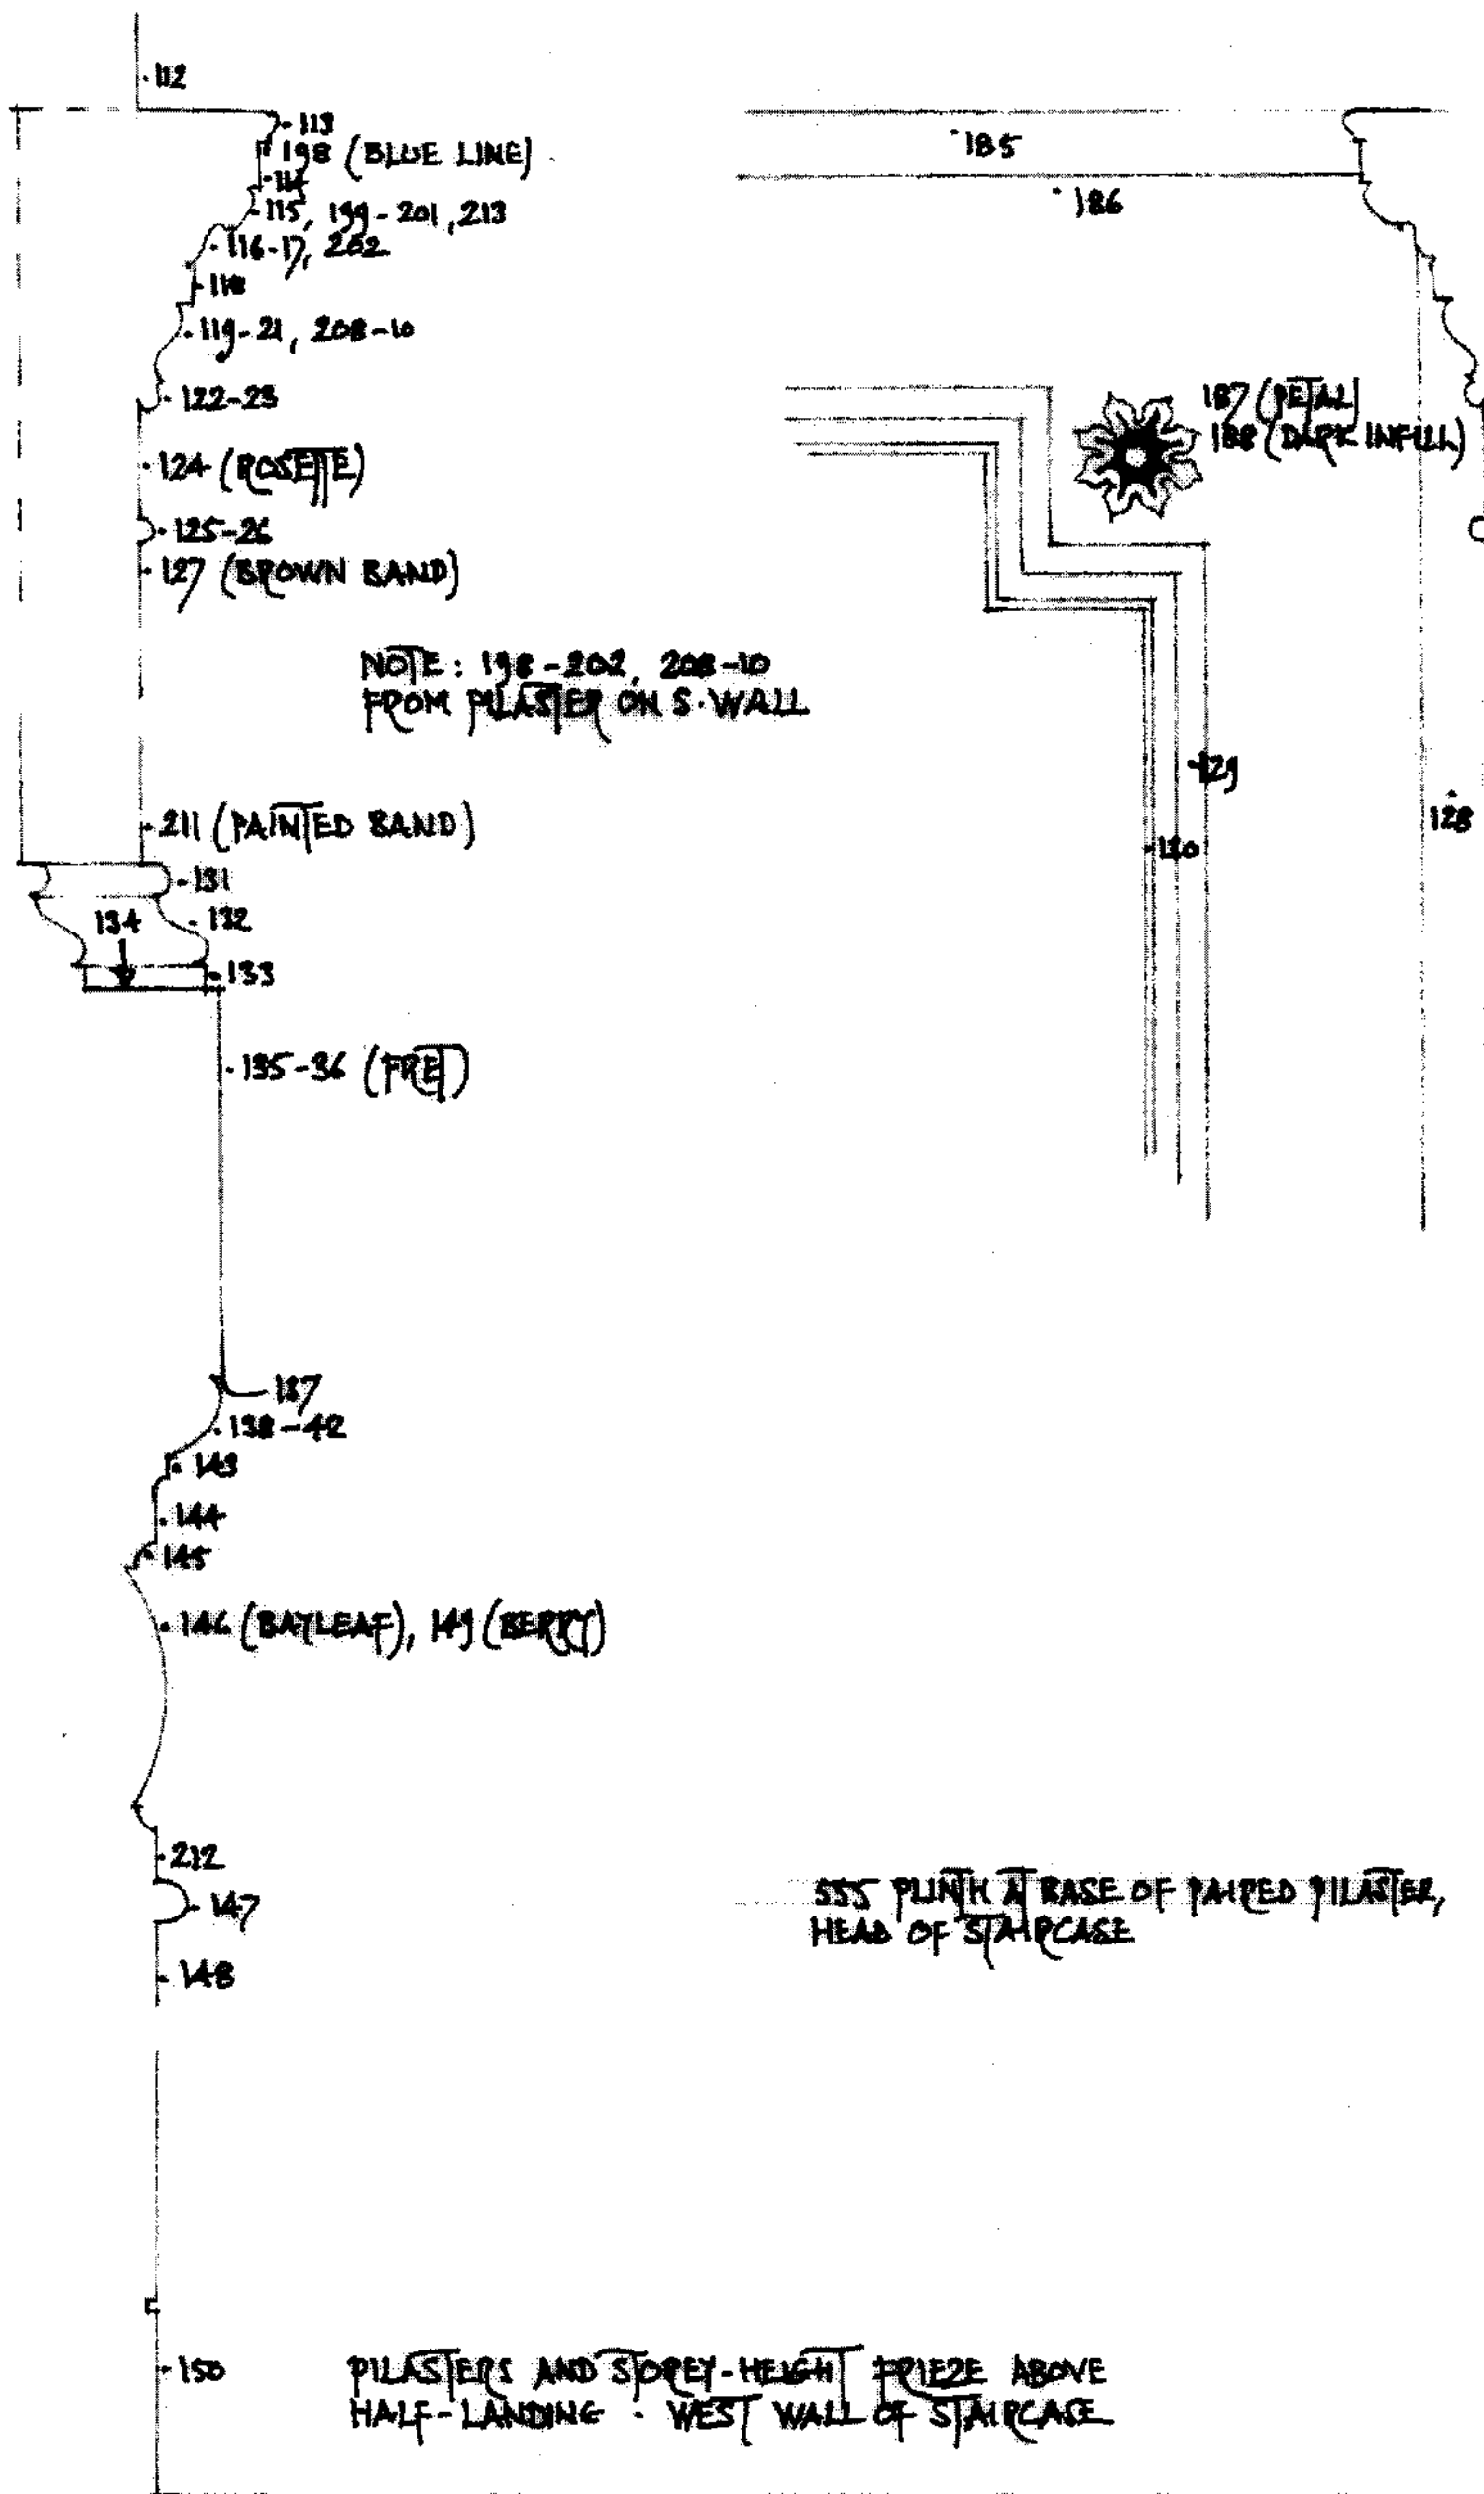 112
113
198 (BLUE LINE)
114
115, 199-201, 213
116-17, 202
118
119-21, 208-10
122-23
124 (ROSETTE)
125-26
127 (BROWN BAND)
NOTE: 198-202, 208-10
FROM PILASTER ON S. WALL
211 (PAINTED BAND)
131
132
134
133
135-36 (FRET)
137
138-42
143
144
145
146 (BAYLEAF), 149 (BERRY)
212
147
148
150
185
186
187 (PETAL)
188 (DARK INFILL)
129
128
130
555 PLINTH AT BASE OF PAIRED PILASTER,
HEAD OF STAIRCASE
PILASTERS AND STOREY-HEIGHT FRIEZE ABOVE
HALF-LANDING . WEST WALL OF STAIRCASE